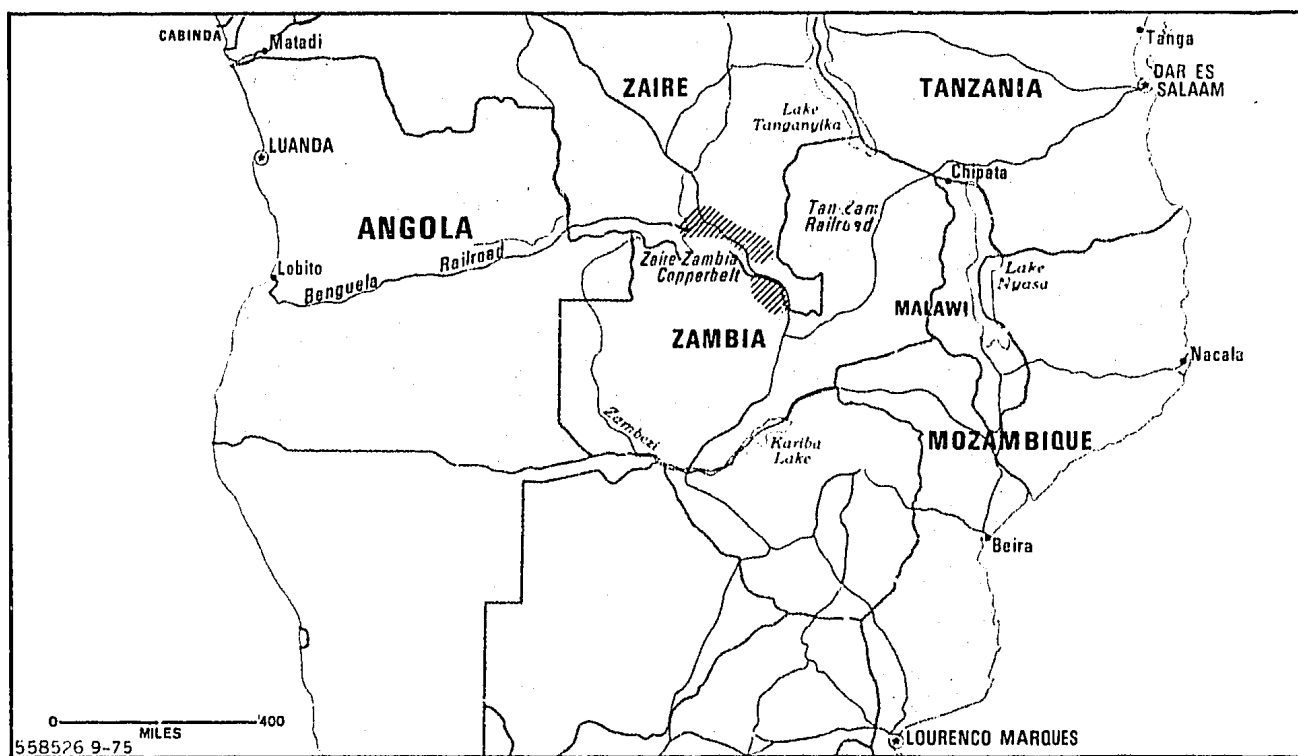 CABINDA
Matadi
ZAIRE
TANZANIA
Tanga
DAR ES
SALAAM
Lake
Tanganyika
LUANDA
Chipata
ANGOLA
Tan-Zam
Railroad
Lobito
Benguela Railroad
Zaire-Zambia
Copperbelt
Lake
Nyasa
MALAWI
ZAMBIA
Nacala
Zambezi
Kariba
Lake
MOZAMBIQUE
Beira
0 400
MILES
558526 9-75
LOURENCO MARQUES